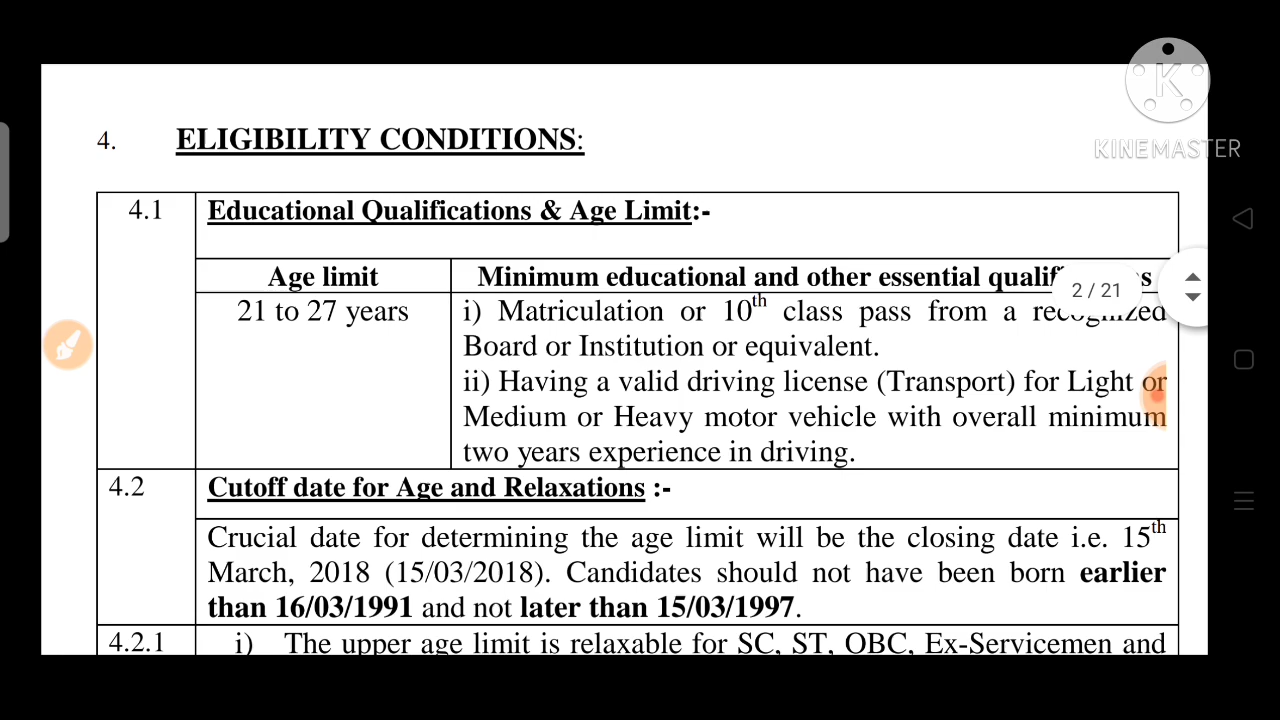 KINEMASTER
4. ELIGIBILITY CONDITIONS:
4.1 Educational Qualifications & Age Limit:-
Age limit Minimum educational and other essential
2 / 21
21 to 27 years i) Matriculation or 10th class pass from a recognized
Board or Institution or equivalent.
ii) Having a valid driving license (Transport) for Light or
Medium or Heavy motor vehicle with overall minimum
two years experience in driving.
4.2 Cutoff date for Age and Relaxations :-
Crucial date for determining the age limit will be the closing date i.e. 15th
March, 2018 (15/03/2018). Candidates should not have been born earlier
than 16/03/1991 and not later than 15/03/1997.
4.2.1 i) The upper age limit is relaxable for SC, ST, OBC, Ex-Servicemen and